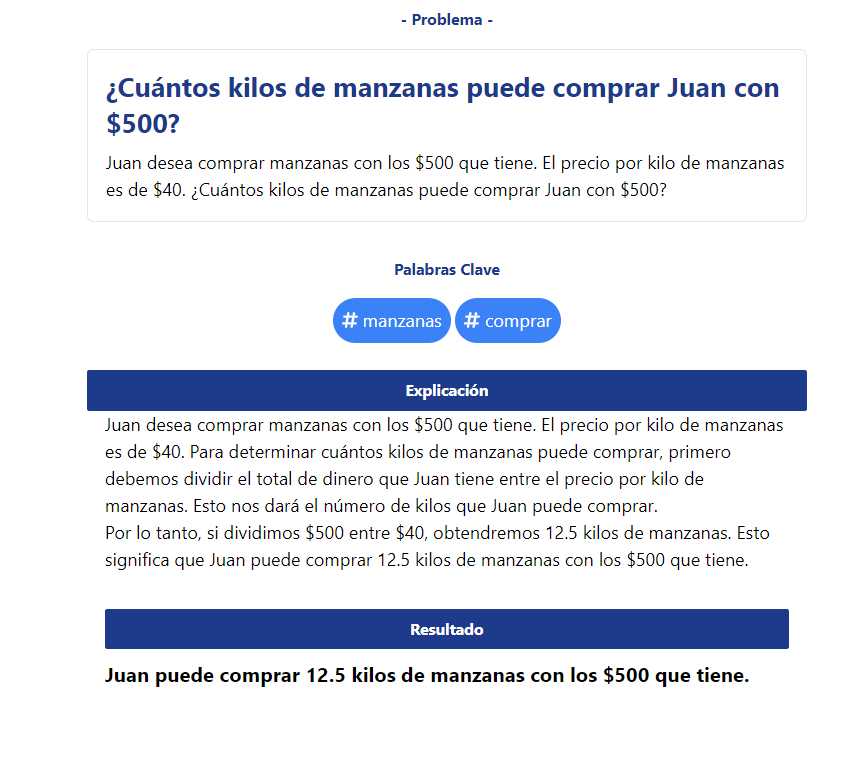 - Problema -
¿Cuántos kilos de manzanas puede comprar Juan con
$500?
Juan desea comprar manzanas con los $500 que tiene. El precio por kilo de manzanas
es de $40. ¿Cuántos kilos de manzanas puede comprar Juan con $500?
Palabras Clave
# manzanas # comprar
Explicación
Juan desea comprar manzanas con los $500 que tiene. El precio por kilo de manzanas
es de $40. Para determinar cuántos kilos de manzanas puede comprar, primero
debemos dividir el total de dinero que Juan tiene entre el precio por kilo de
manzanas. Esto nos dará el número de kilos que Juan puede comprar.
Por lo tanto, si dividimos $500 entre $40, obtendremos 12.5 kilos de manzanas. Esto
significa que Juan puede comprar 12.5 kilos de manzanas con los $500 que tiene.
Resultado
Juan puede comprar 12.5 kilos de manzanas con los $500 que tiene.